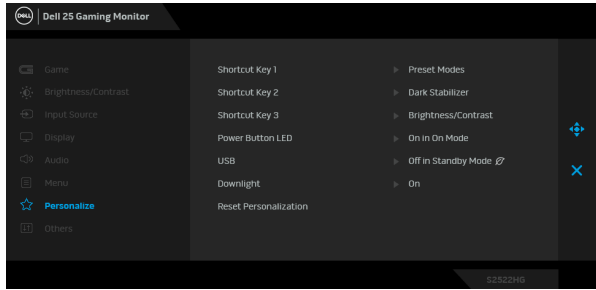 DELL Dell 25 Gaming Monitor
Game
Brightness/Contrast
Input Source
Display
Audio
Menu
Personalize
Others
Shortcut Key 1 Preset Modes
Shortcut Key 2 Dark Stabilizer
Shortcut Key 3 Brightness/Contrast
Power Button LED On in On Mode
USB Off in Standby Mode
Downlight On
Reset Personalization
S2522HG